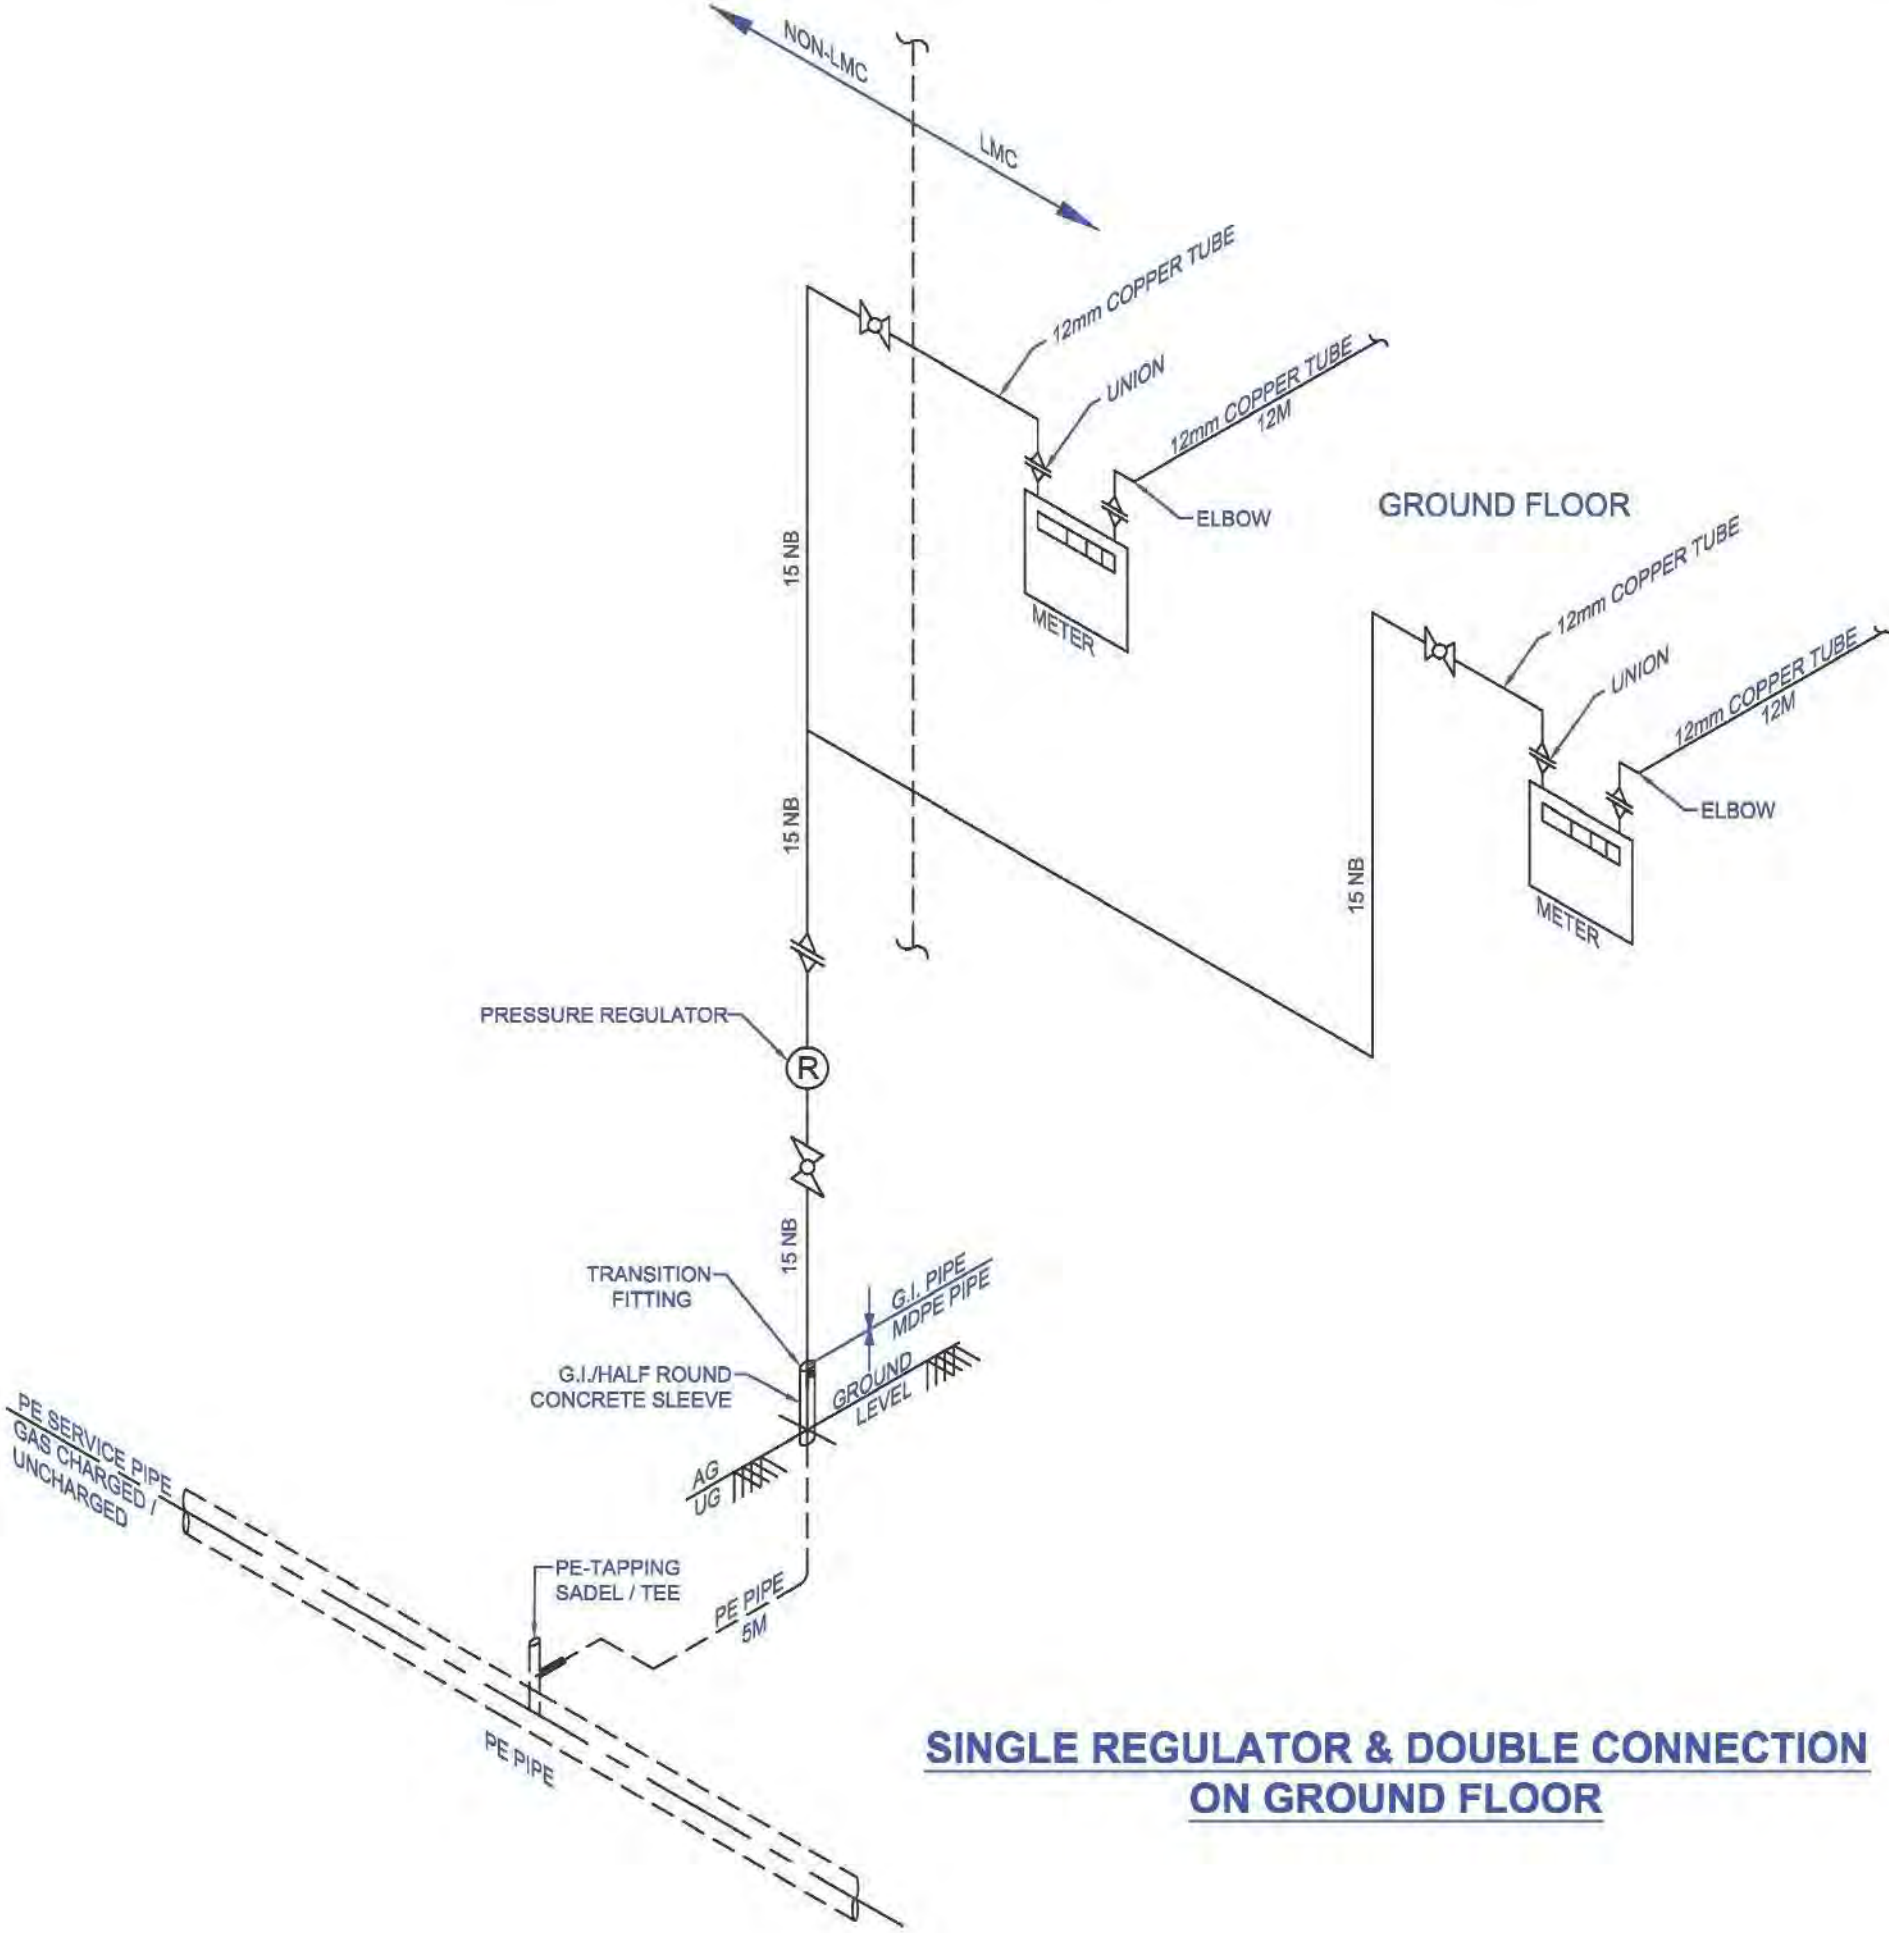 NON-LMC
LMC
12mm COPPER TUBE
UNION
12mm COPPER TUBE
12M
ELBOW
METER
GROUND FLOOR
15 NB
12mm COPPER TUBE
UNION
12mm COPPER TUBE
12M
ELBOW
METER
15 NB
15 NB
PRESSURE REGULATOR
R
15 NB
TRANSITION
FITTING
G.I. PIPE
MDPE PIPE
G.I./HALF ROUND
CONCRETE SLEEVE
GROUND
LEVEL
AG
UG
PE SERVICE PIPE
GAS CHARGED /
UNCHARGED
PE-TAPPING
SADEL / TEE
PE PIPE
5M
PE PIPE
SINGLE REGULATOR & DOUBLE CONNECTION
ON GROUND FLOOR